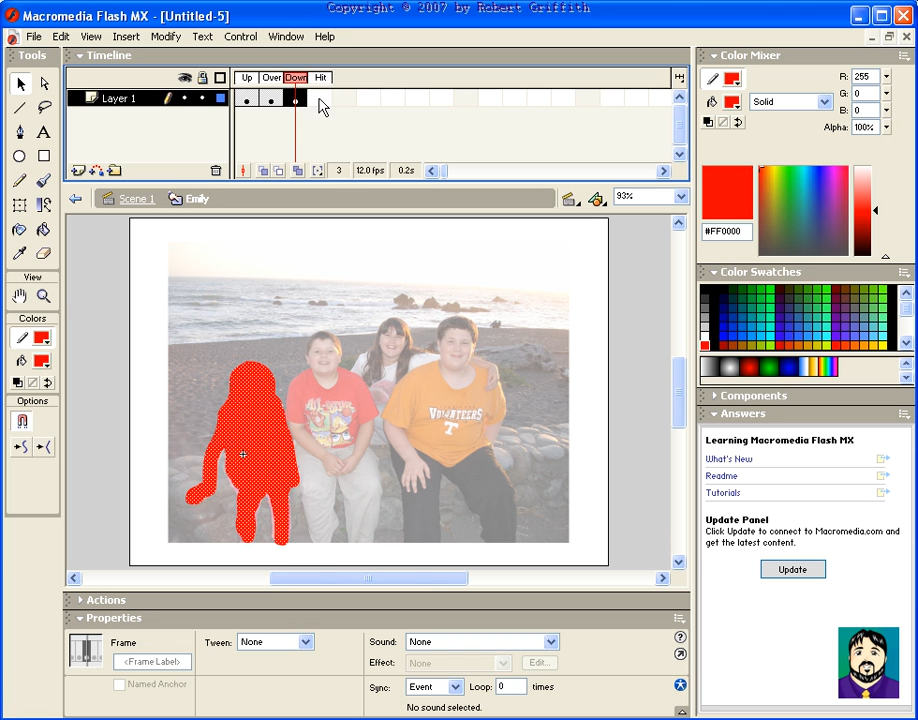 Copyright © 2007 by Robert Griffith
Macromedia Flash MX - [Untitled-5]
File Edit View Insert Modify Text Control Window Help
Tools
Timeline
Up Over Down Hit
Layer 1
3 12.0 fps 0.2s
Scene 1 Emily 93%
View
Colors
Options
VOLUNTEERS
T
Color Mixer
R: 255
G: 0
Solid
B: 0
Alpha: 100%
#FF0000
Color Swatches
Components
Answers
Learning Macromedia Flash MX
What's New
Readme
Tutorials
Update Panel
Click Update to connect to Macromedia.com and
get the latest content.
Update
Actions
Properties
Frame Tween: None Sound: None
<Frame Label> Effect: None Edit...
Named Anchor Sync: Event Loop: 0 times
No sound selected.